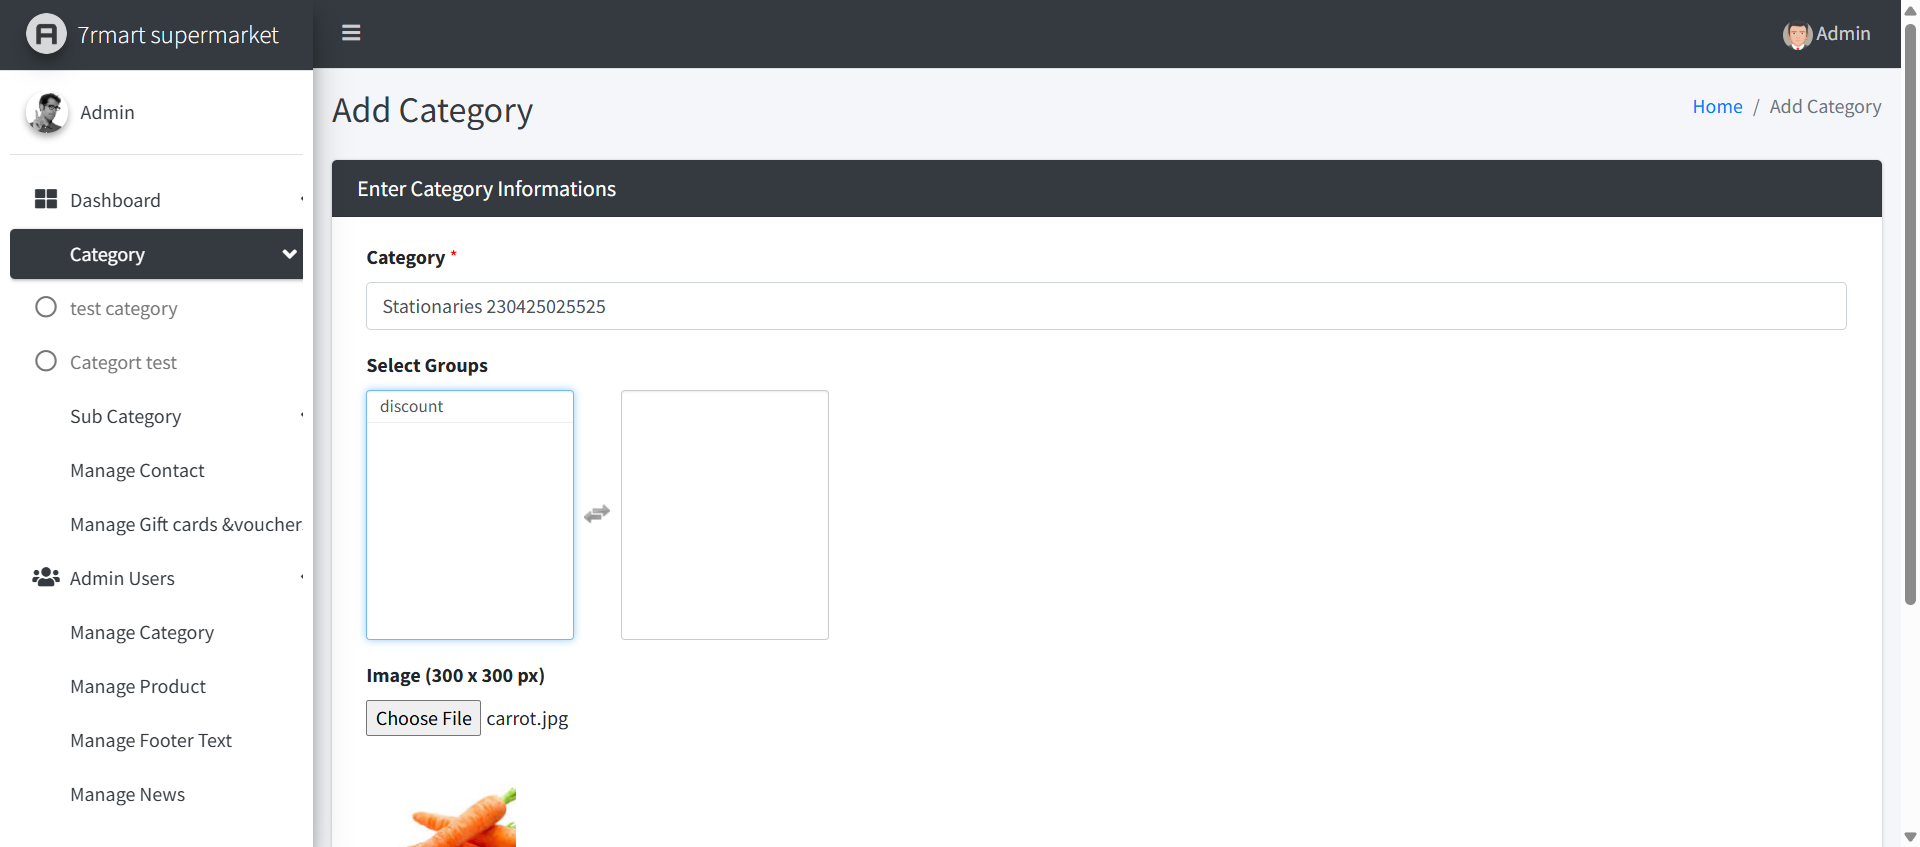 7rmart supermarket
Admin
Admin
Dashboard
Category
test category
Categort test
Sub Category
Manage Contact
Manage Gift cards &voucher
Admin Users
Manage Category
Manage Product
Manage Footer Text
Manage News
Add Category
Home / Add Category
Enter Category Informations
Category *
Stationaries 230425025525
Select Groups
discount
Image (300 x 300 px)
Choose File carrot.jpg